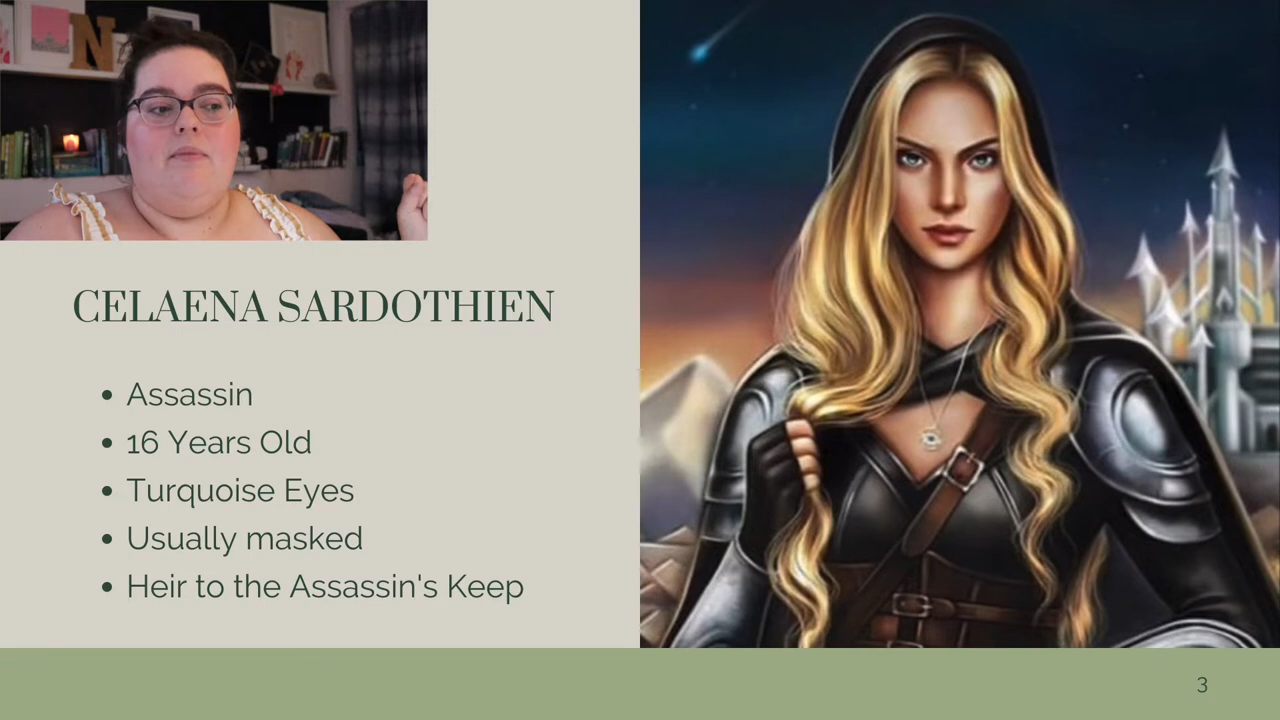 N
CELAENA SARDOTHIEN
Assassin
16 Years Old
Turquoise Eyes
Usually masked
Heir to the Assassin's Keep
3